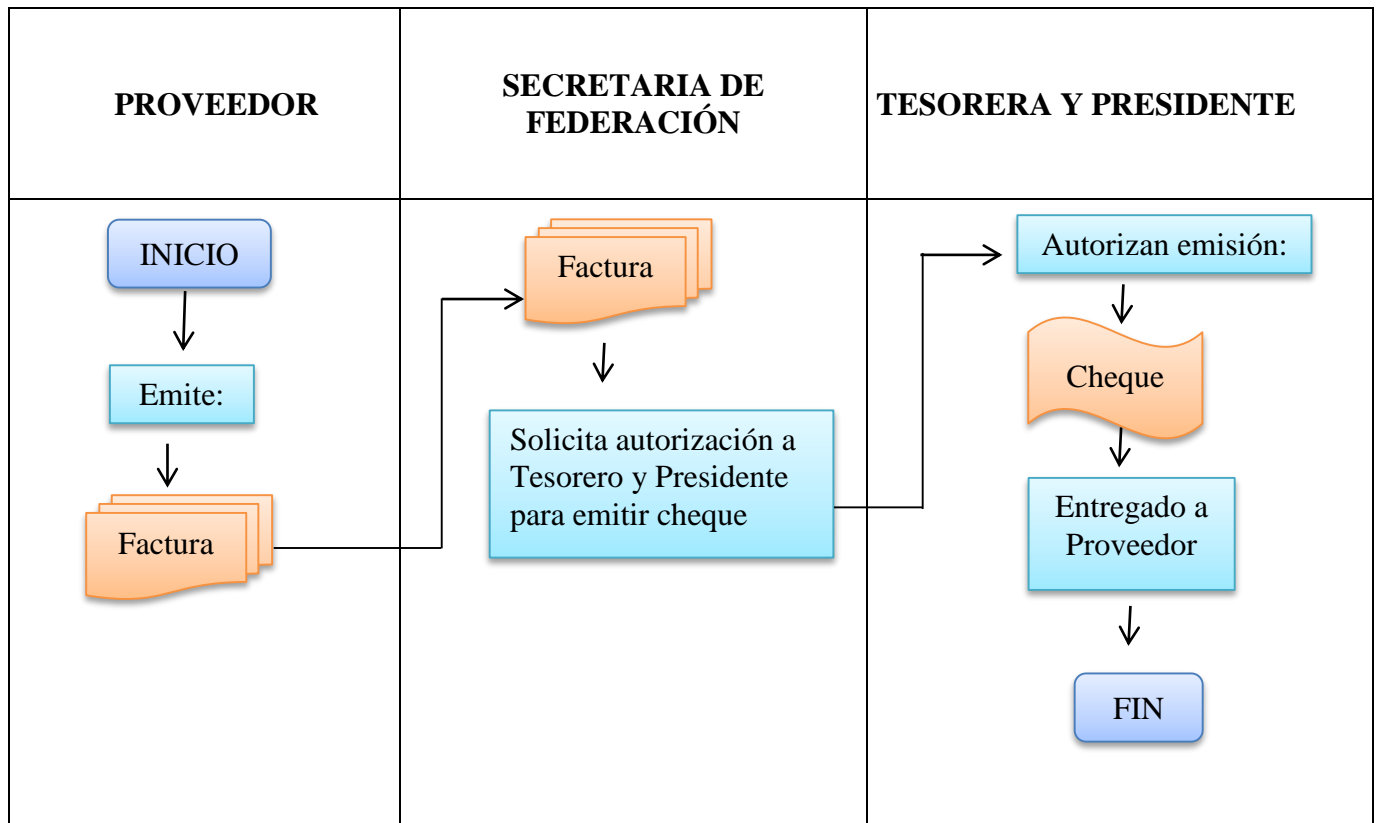 PROVEEDOR
SECRETARIA DE
FEDERACIÓN
TESORERA Y PRESIDENTE
INICIO
Emite:
Factura
Factura
Solicita autorización a
Tesorero y Presidente
para emitir cheque
Autorizan emisión:
Cheque
Entregado a
Proveedor
FIN